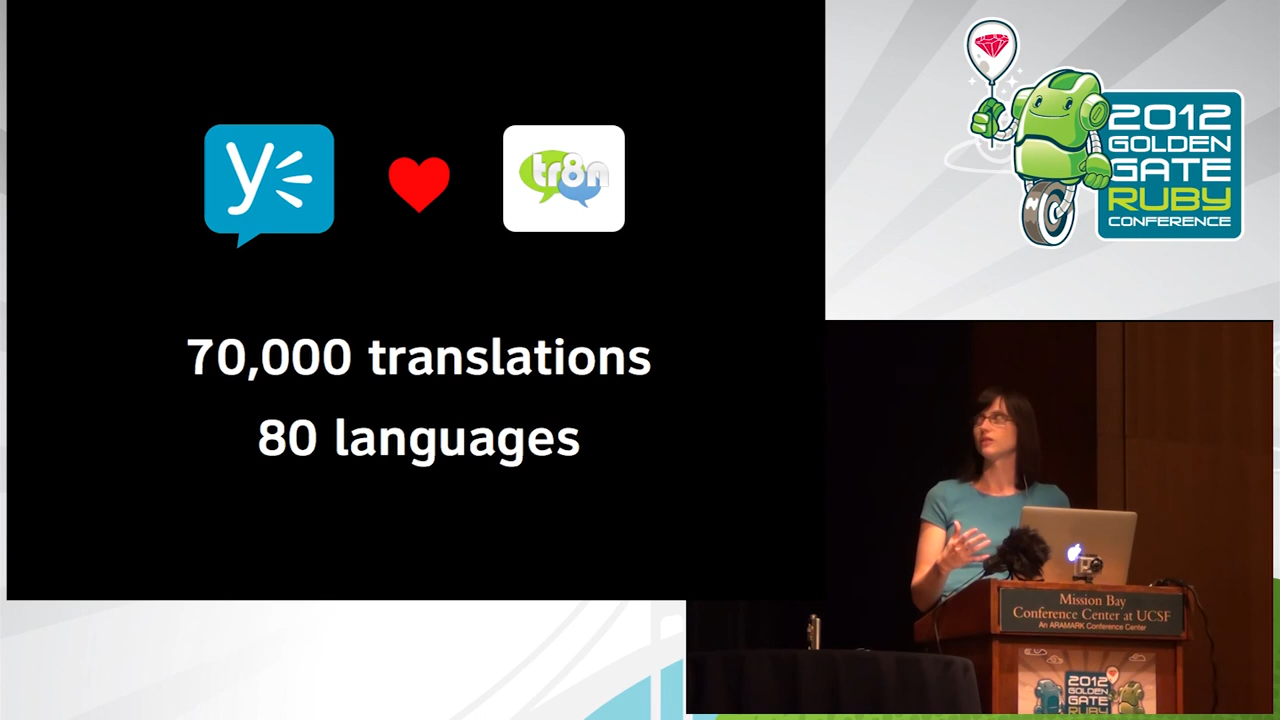 y
tr8n
70,000 translations
80 languages
2012
GOLDEN
GATE
RUBY
CONFERENCE
Mission Bay
Conference Center at UCSF
An ARAMARK Conference Center
2012
GOLDEN
GATE
RUBY